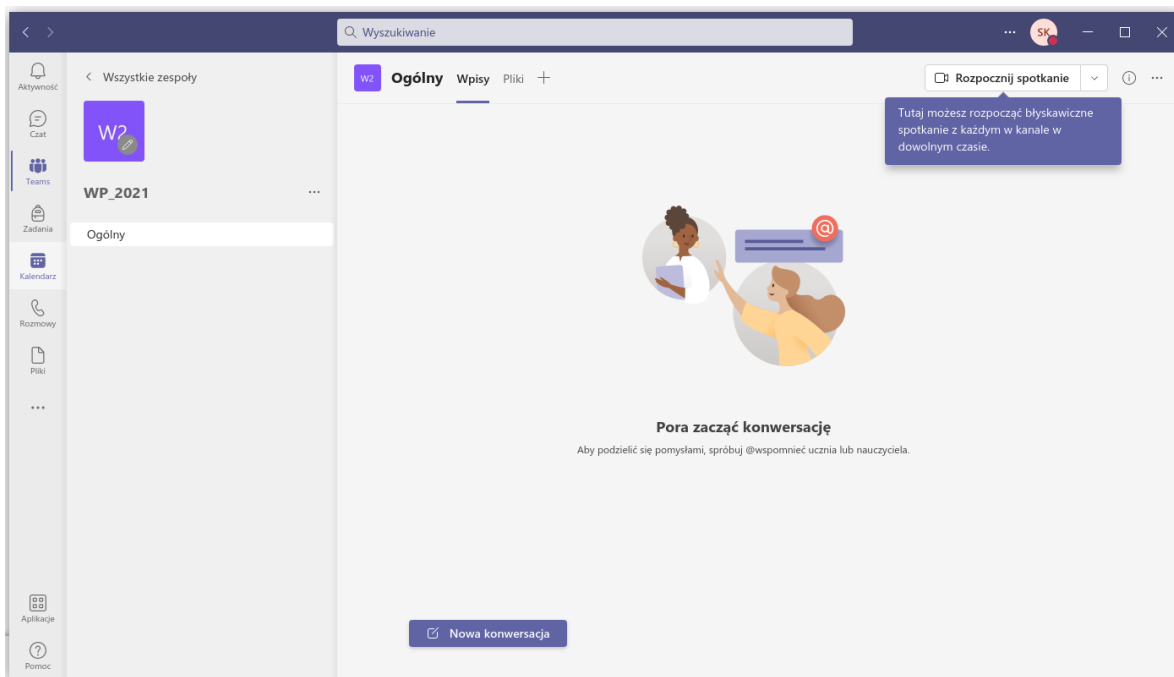 Wyszukiwanie
SK
Aktywność
Czat
Teams
Zadania
Kalendarz
Rozmowy
Pliki
Aplikacje
Pomoc
Wszystkie zespoły
W2
WP_2021
Ogólny
W2 Ogólny Wpisy Pliki
Rozpocznij spotkanie
Tutaj możesz rozpocząć błyskawiczne
spotkanie z każdym w kanale w
dowolnym czasie.
@
Pora zacząć konwersację
Aby podzielić się pomysłami, spróbuj @wspomnieć ucznia lub nauczyciela.
Nowa konwersacja